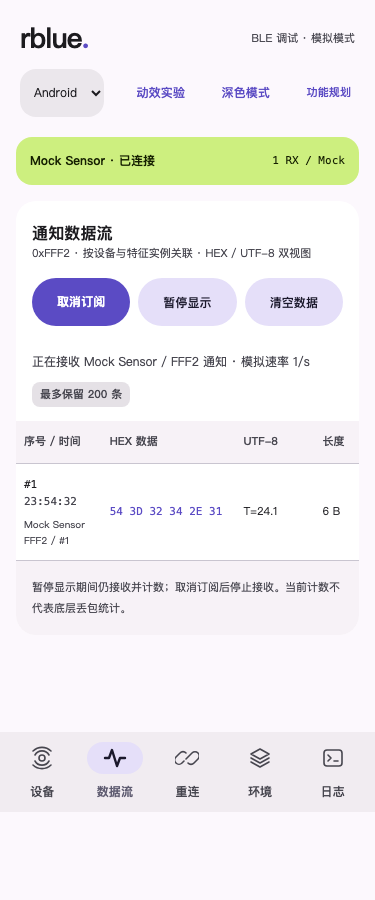 rblue.
BLE 调试 · 模拟模式
Android
动效实验
深色模式
功能规划
Mock Sensor · 已连接
1 RX / Mock
通知数据流
0xFFF2 · 按设备与特征实例关联 · HEX / UTF-8 双视图
取消订阅
暂停显示
清空数据
正在接收 Mock Sensor / FFF2 通知 · 模拟速率 1/s
最多保留 200 条
序号 / 时间
HEX 数据
UTF-8
长度
#1
23:54:32
Mock Sensor
FFF2 / #1
54 3D 32 34 2E 31
T=24.1
6 B
暂停显示期间仍接收并计数；取消订阅后停止接收。当前计数不
代表底层丢包统计。
设备
数据流
重连
环境
日志